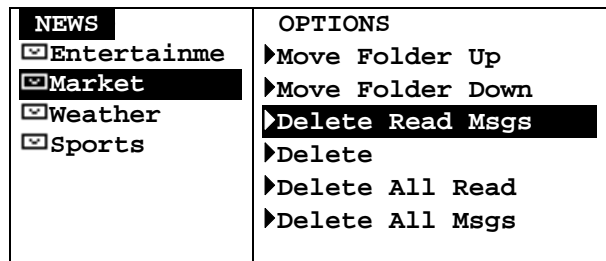 NEWS
Entertainme
Market
Weather
Sports
OPTIONS
Move Folder Up
Move Folder Down
Delete Read Msgs
Delete
Delete All Read
Delete All Msgs